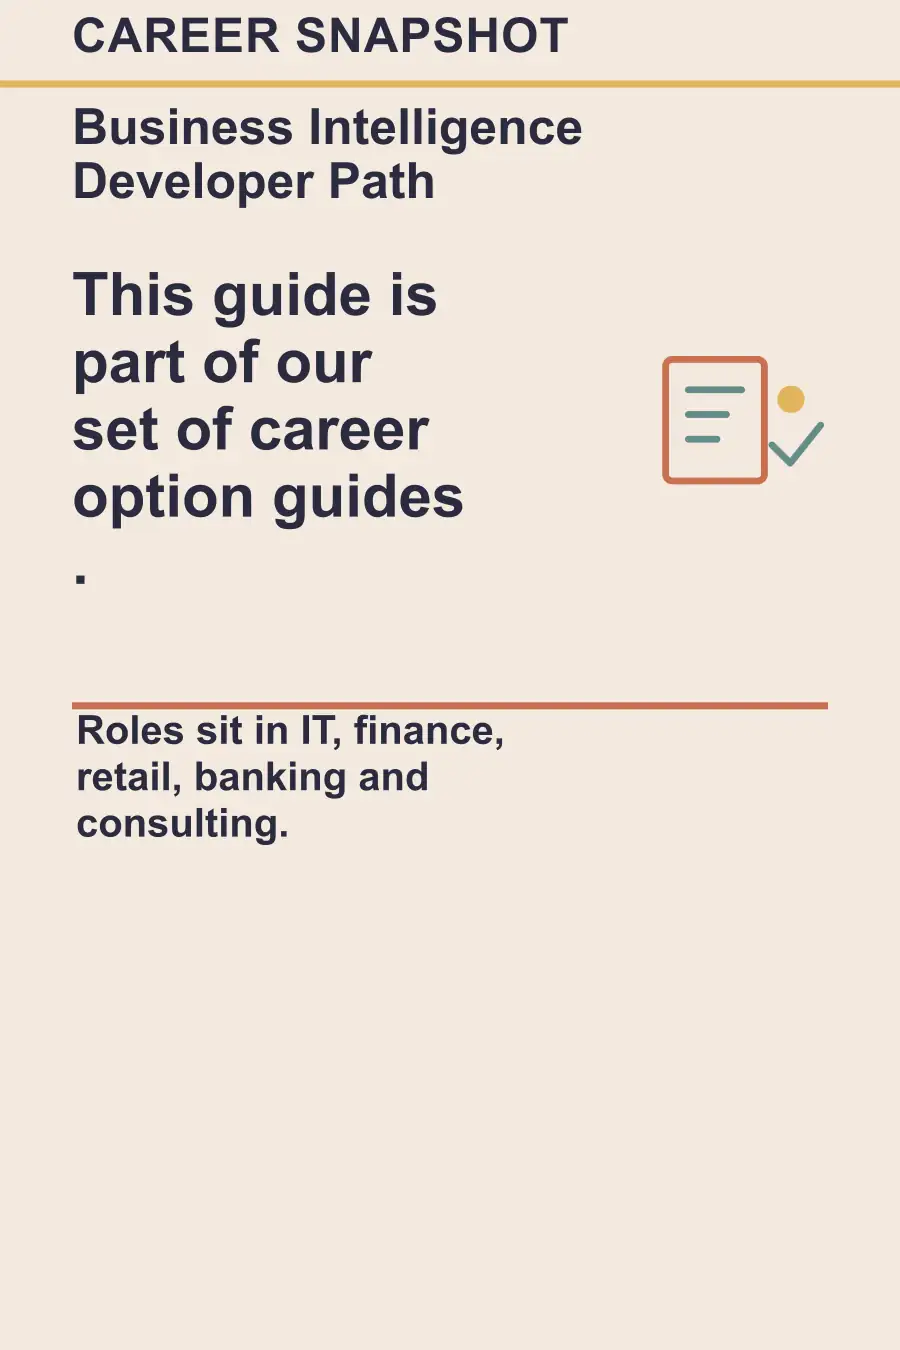 CAREER SNAPSHOT
Business Intelligence
Developer Path
This guide is
part of our
set of career
option guides
.
Roles sit in IT, finance,
retail, banking and
consulting.